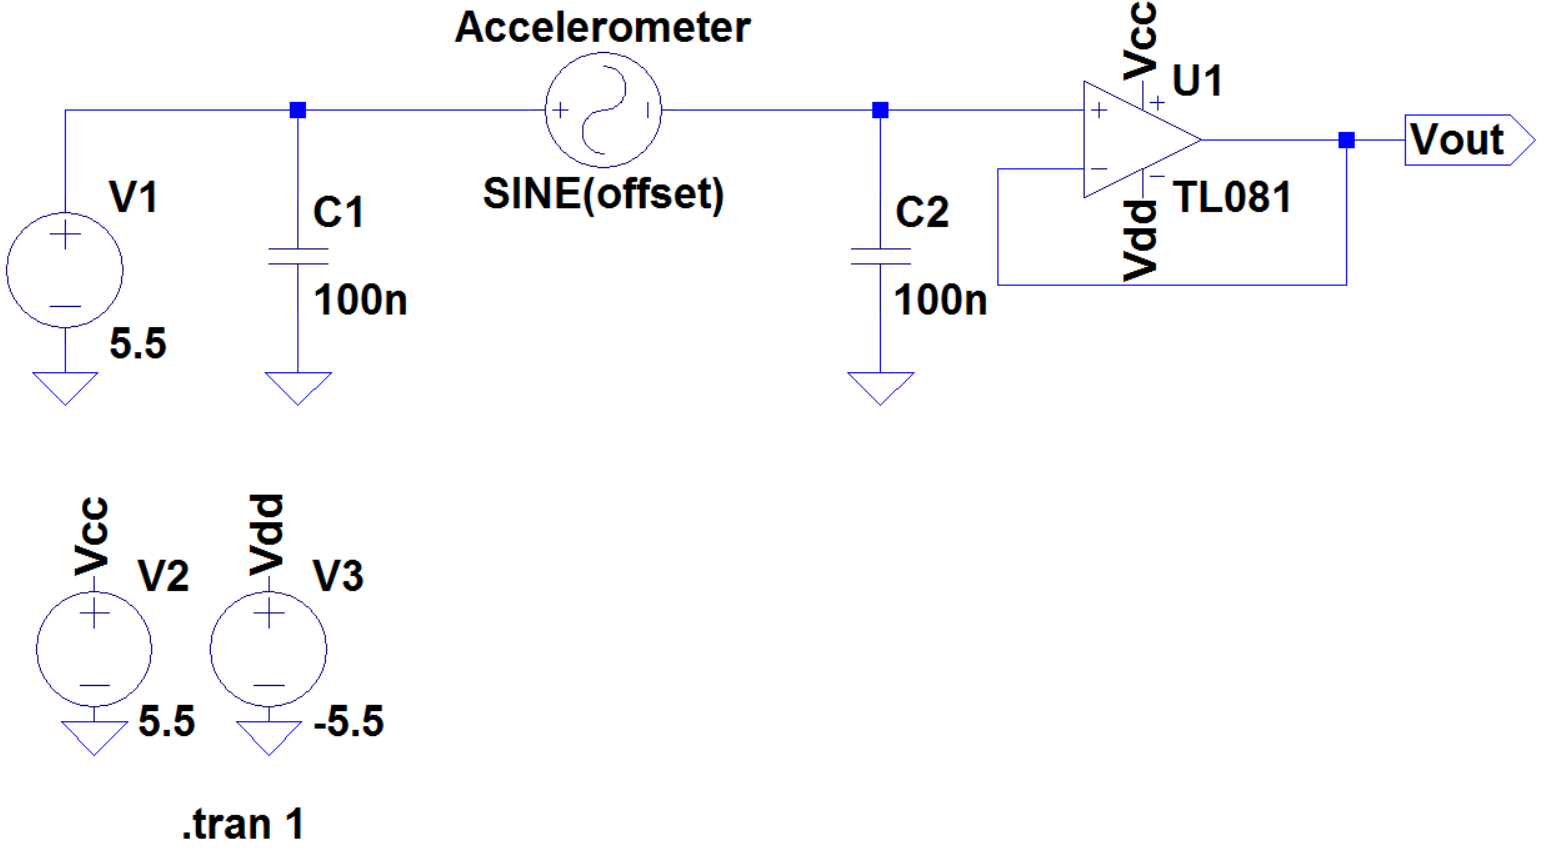 Accelerometer
SINE(offset)
V1
5.5
C1
100n
C2
100n
Vcc
U1
TL081
Vdd
Vout
Vcc
V2
5.5
Vdd
V3
-5.5
.tran 1